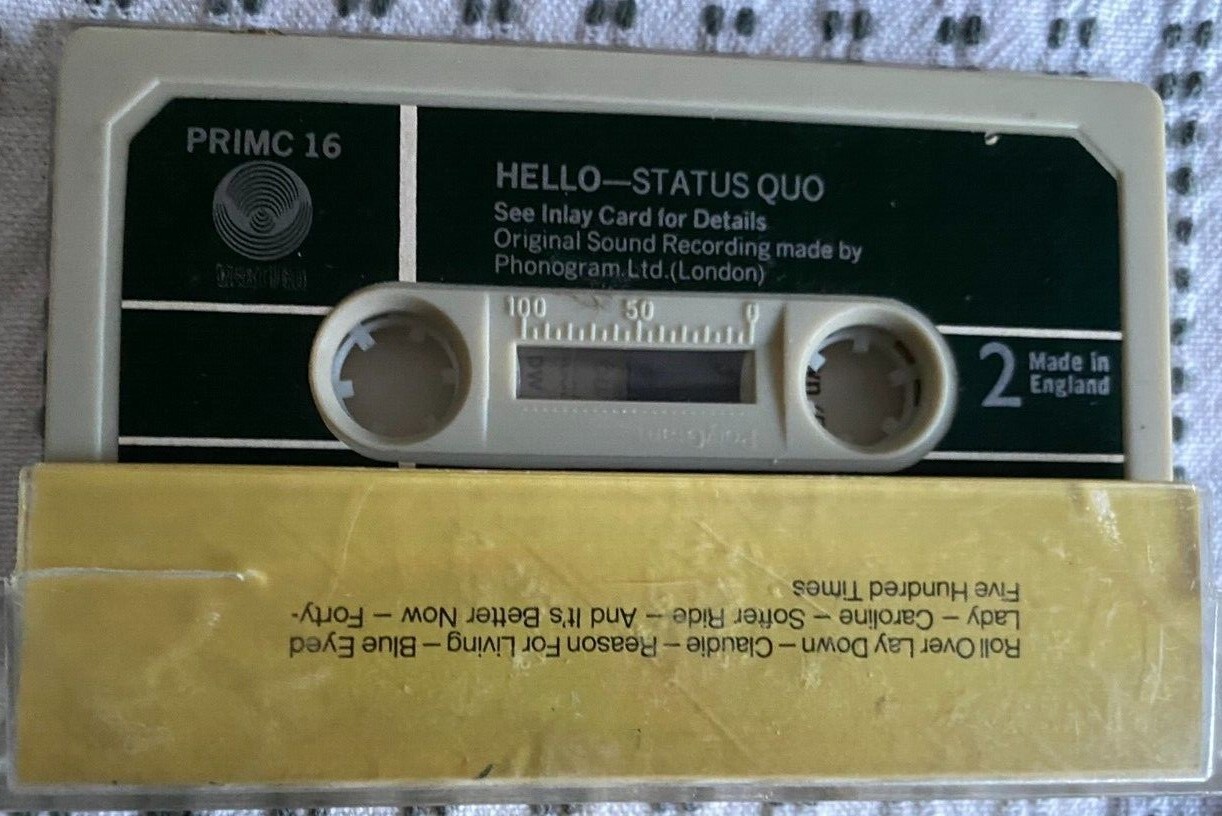 PRIMC 16
HELLO—STATUS QUO
See Inlay Card for Details
Original Sound Recording made by
Phonogram Ltd.(London)
100 50 0
2
Made in
England
PolyGram
Roll Over Lay Down – Claudie – Reason For Living – Blue Eyed
Lady – Caroline – Softer Ride – And It's Better Now – Forty-
Five Hundred Times